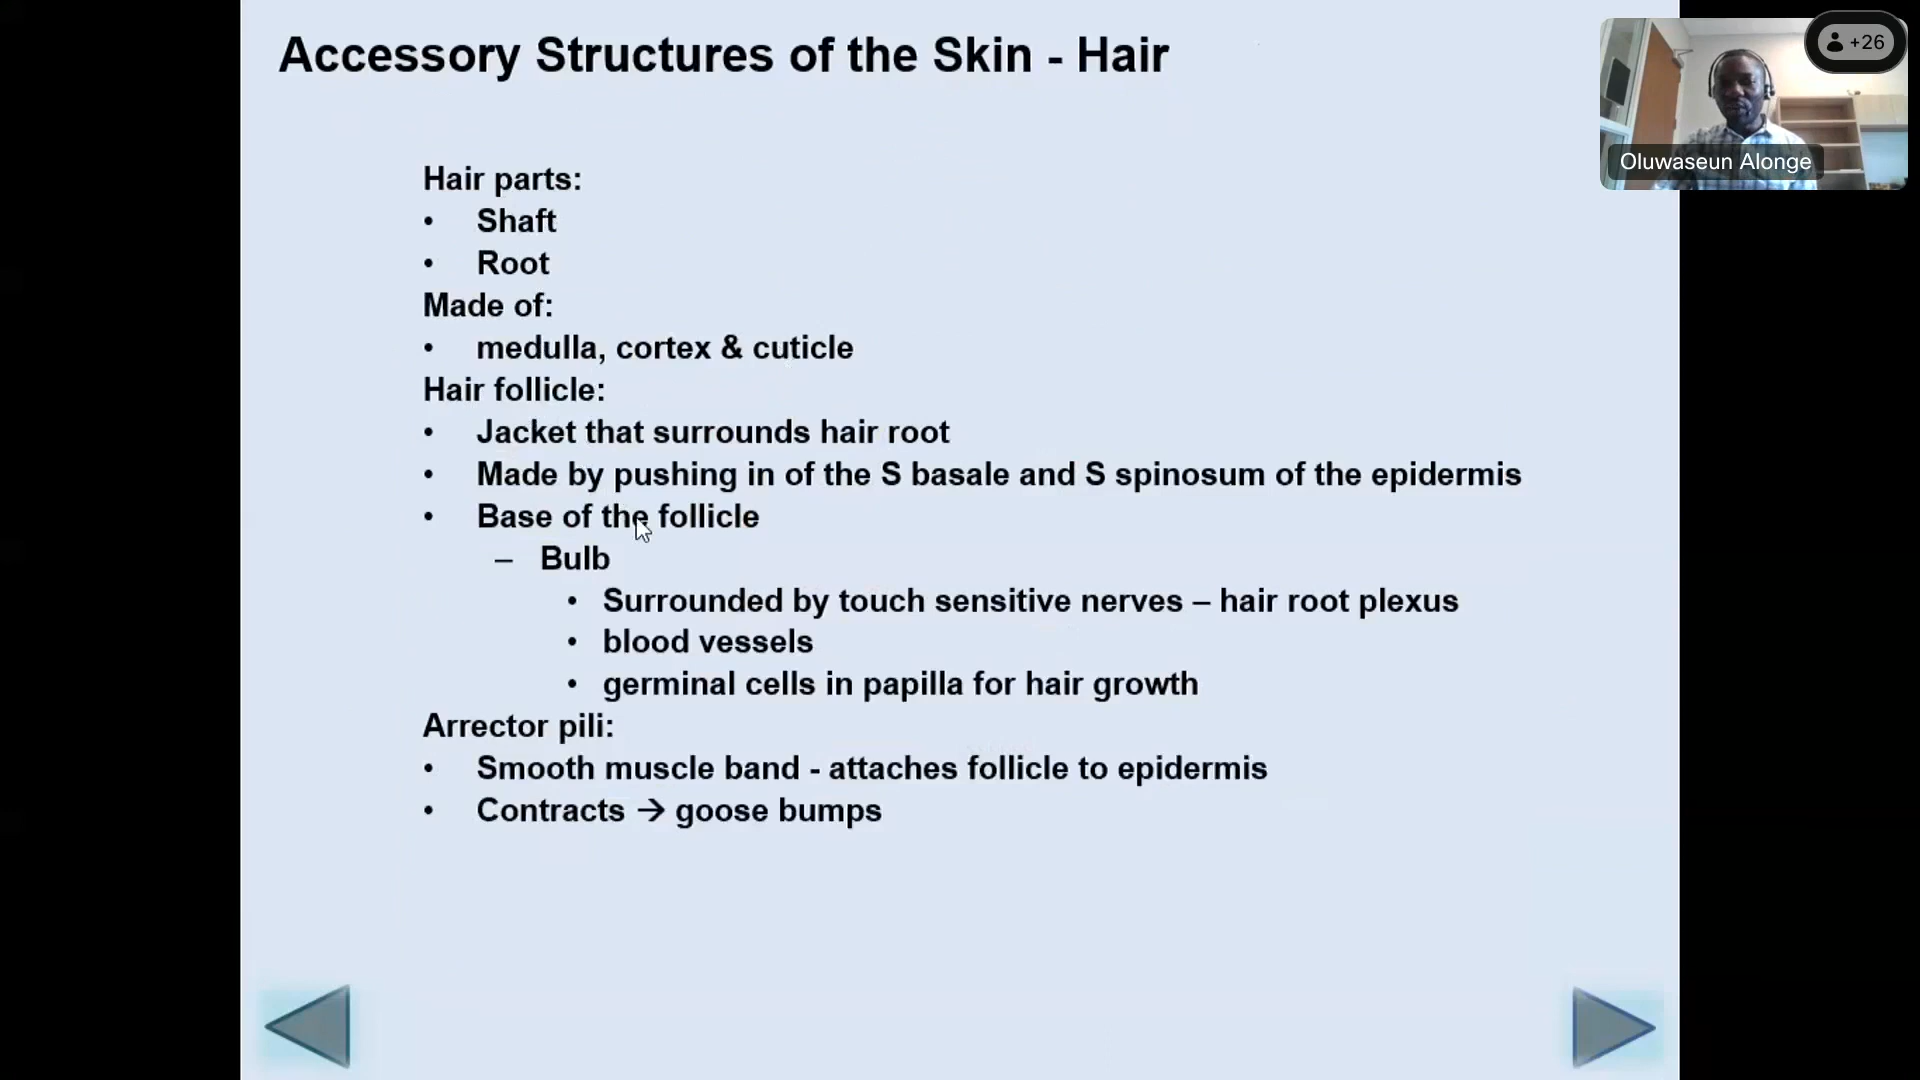 Accessory Structures of the Skin - Hair
+26
Oluwaseun Alonge
Hair parts:
• Shaft
• Root
Made of:
• medulla, cortex & cuticle
Hair follicle:
• Jacket that surrounds hair root
• Made by pushing in of the S basale and S spinosum of the epidermis
• Base of the follicle
– Bulb
• Surrounded by touch sensitive nerves – hair root plexus
• blood vessels
• germinal cells in papilla for hair growth
Arrector pili:
• Smooth muscle band - attaches follicle to epidermis
• Contracts → goose bumps